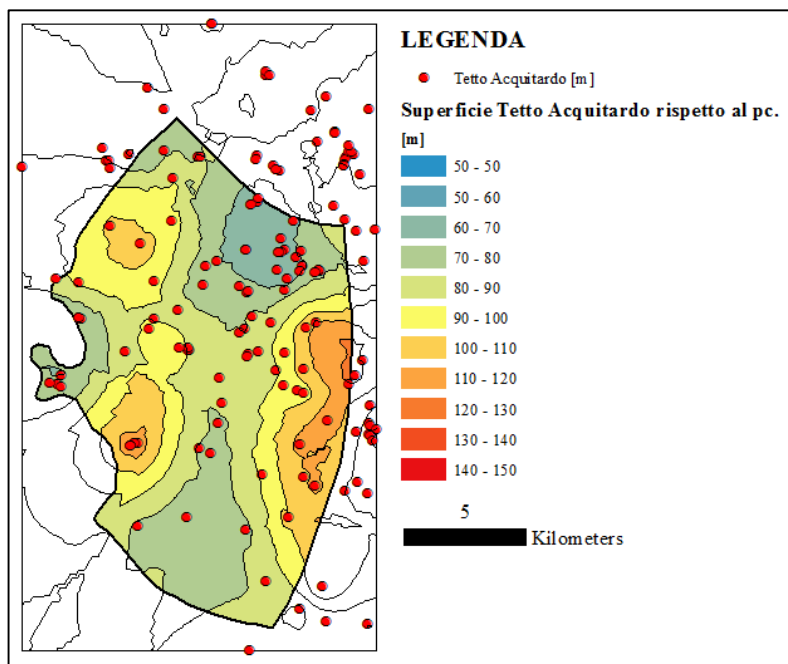 LEGENDA
Tetto Acquitardo [m]
Superficie Tetto Acquitardo rispetto al pc.
[m]
50 - 50
50 - 60
60 - 70
70 - 80
80 - 90
90 - 100
100 - 110
110 - 120
120 - 130
130 - 140
140 - 150
5
Kilometers